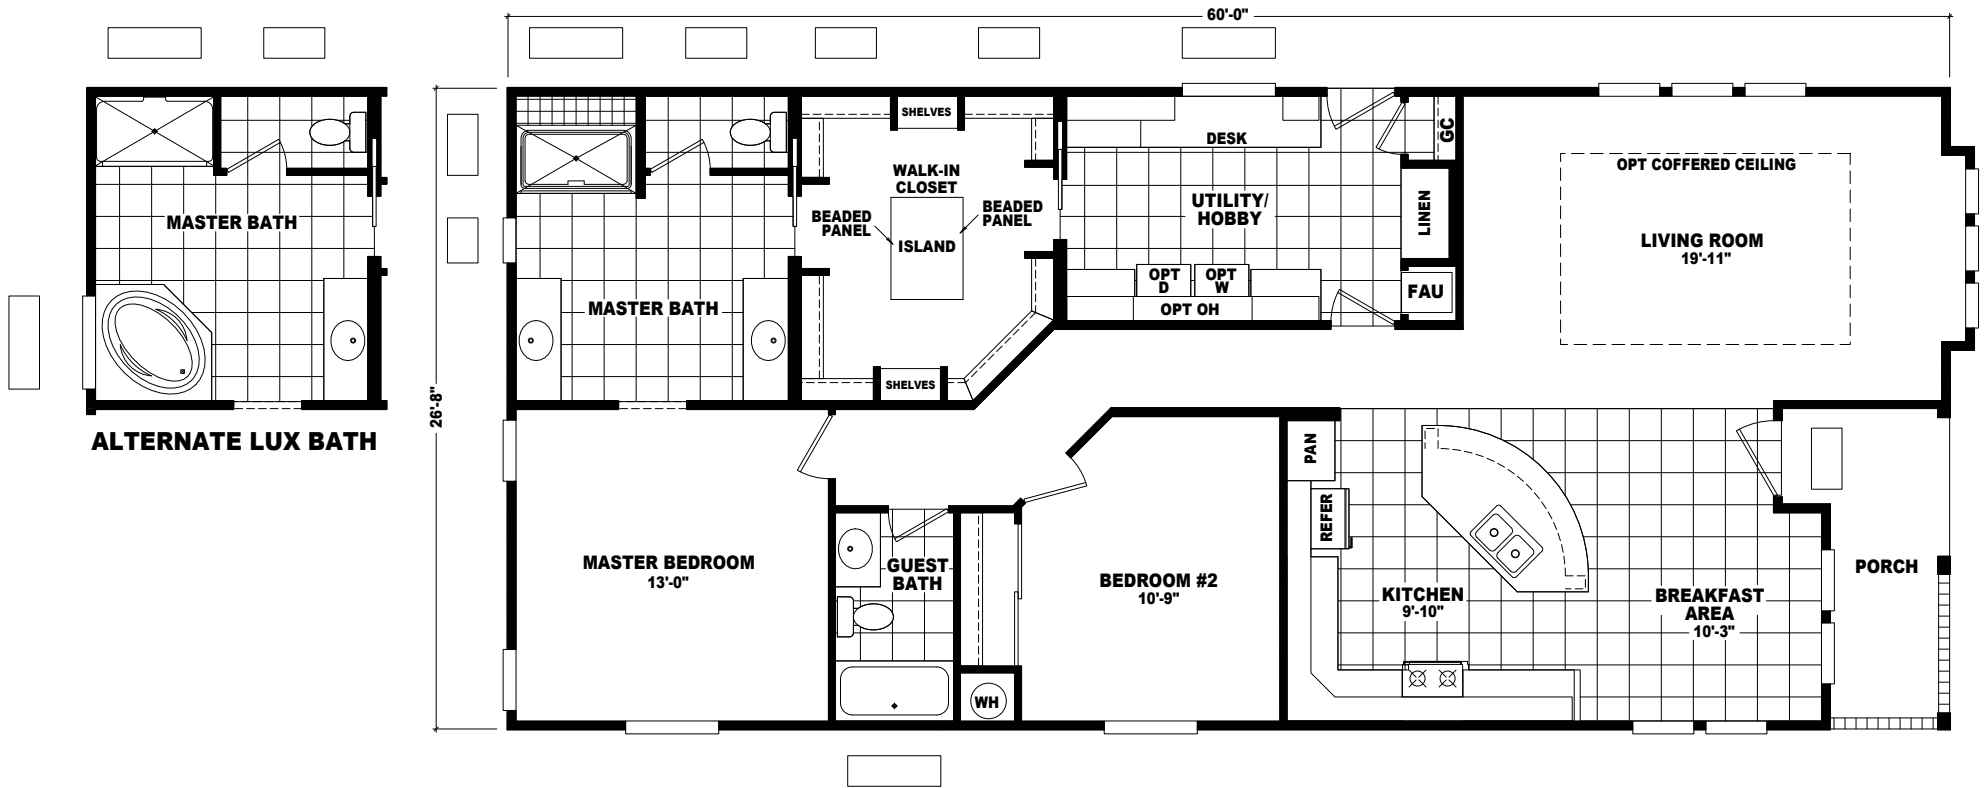 60'-0"
26'-8"
MASTER BATH
ALTERNATE LUX BATH
MASTER BATH
SHELVES
WALK-IN
CLOSET
BEADED
PANEL
BEADED
PANEL
ISLAND
SHELVES
DESK
UTILITY/
HOBBY
OPT
D
OPT
W
OPT OH
GC
LINEN
FAU
OPT COFFERED CEILING
LIVING ROOM
19'-11"
MASTER BEDROOM
13'-0"
GUEST
BATH
WH
BEDROOM #2
10'-9"
PAN
REFER
KITCHEN
9'-10"
BREAKFAST
AREA
10'-3"
PORCH